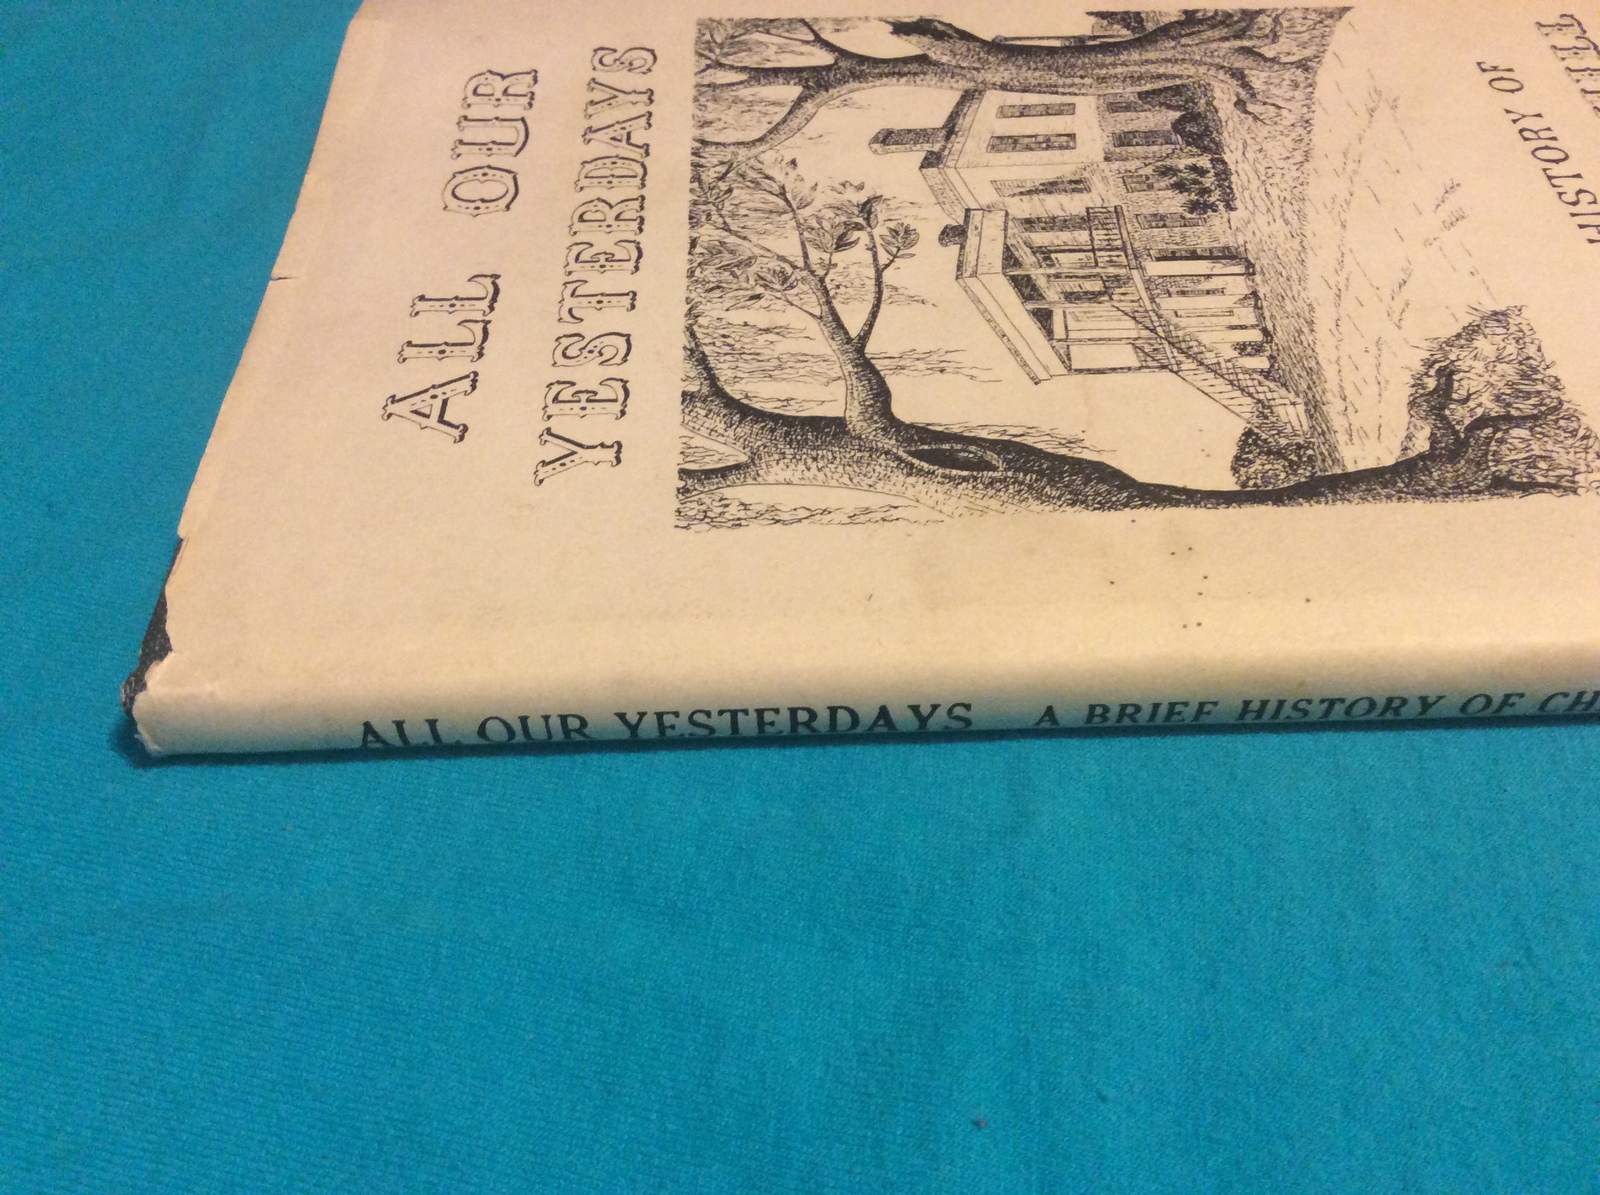 ALL OUR
YESTERDAYS
HISTORY OF
ALL OUR YESTERDAYS A BRIEF HISTORY OF CH